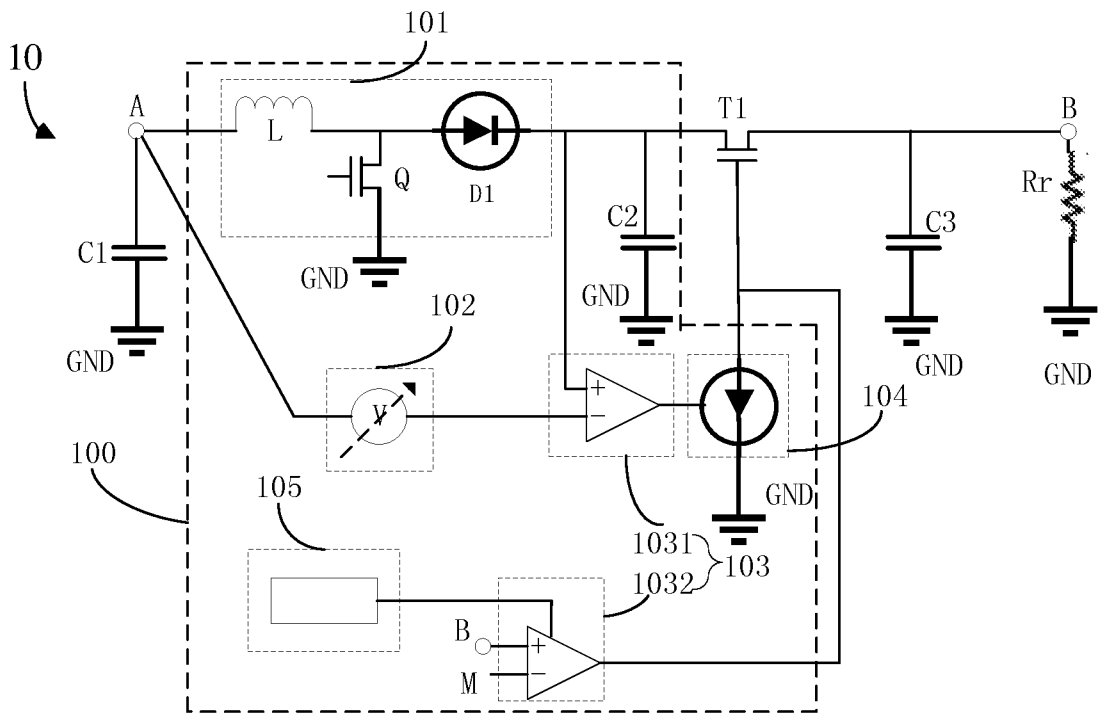 101
10
A
T1
B
L
Q
D1
Rr
C1
C2
C3
GND
GND
102
GND
GND
GND
V
+
−
104
100
GND
105
1031
103
1032
B
+
M
−